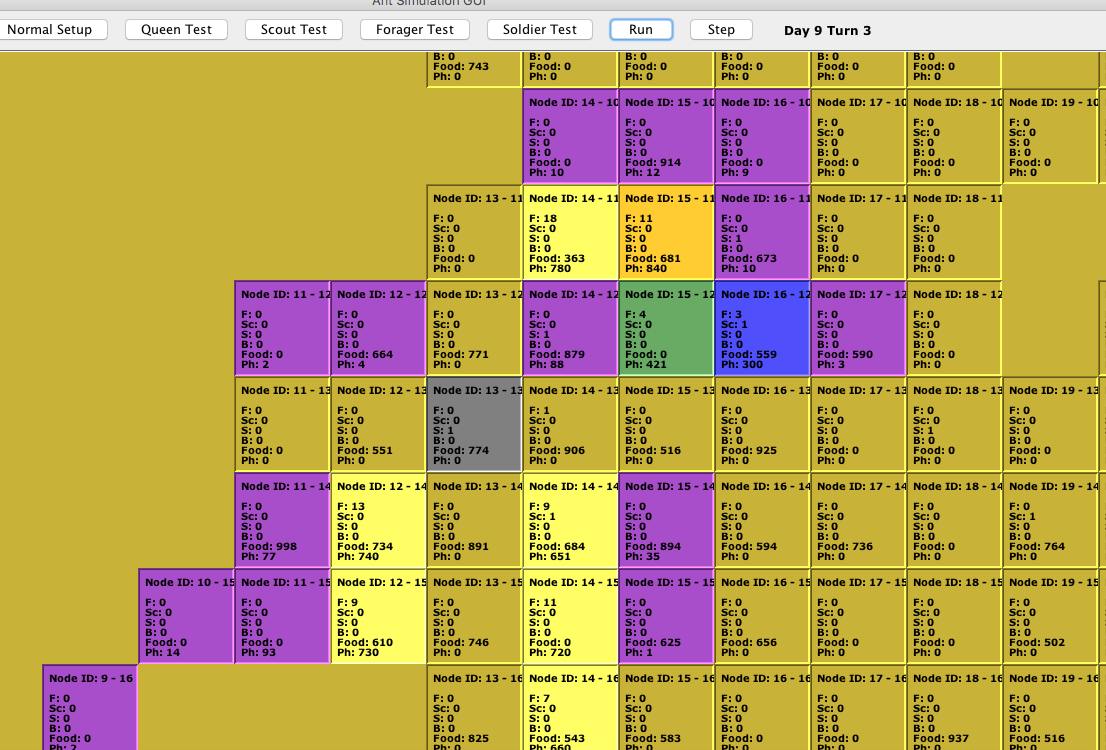 Ant Simulation GUI
Normal Setup
Queen Test
Scout Test
Forager Test
Soldier Test
Run
Step
Day 9 Turn 3
B: 0
Food: 743
Ph: 0
B: 0
Food: 0
Ph: 0
B: 0
Food: 0
Ph: 0
B: 0
Food: 0
Ph: 0
B: 0
Food: 0
Ph: 0
B: 0
Food: 0
Ph: 0
Node ID: 14 - 10
F: 0
Sc: 0
S: 0
B: 0
Food: 0
Ph: 10
Node ID: 15 - 10
F: 0
Sc: 0
S: 0
B: 0
Food: 914
Ph: 12
Node ID: 16 - 10
F: 0
Sc: 0
S: 0
B: 0
Food: 0
Ph: 9
Node ID: 17 - 10
F: 0
Sc: 0
S: 0
B: 0
Food: 0
Ph: 0
Node ID: 18 - 10
F: 0
Sc: 0
S: 0
B: 0
Food: 0
Ph: 0
Node ID: 19 - 10
F: 0
Sc: 0
S: 0
B: 0
Food: 0
Ph: 0
Node ID: 13 - 11
F: 0
Sc: 0
S: 0
B: 0
Food: 0
Ph: 0
Node ID: 14 - 11
F: 18
Sc: 0
S: 0
B: 0
Food: 363
Ph: 780
Node ID: 15 - 11
F: 11
Sc: 0
S: 0
B: 0
Food: 681
Ph: 840
Node ID: 16 - 11
F: 0
Sc: 0
S: 1
B: 0
Food: 673
Ph: 10
Node ID: 17 - 11
F: 0
Sc: 0
S: 0
B: 0
Food: 0
Ph: 0
Node ID: 18 - 11
F: 0
Sc: 0
S: 0
B: 0
Food: 0
Ph: 0
Node ID: 11 - 12
F: 0
Sc: 0
S: 0
B: 0
Food: 0
Ph: 2
Node ID: 12 - 12
F: 0
Sc: 0
S: 0
B: 0
Food: 664
Ph: 4
Node ID: 13 - 12
F: 0
Sc: 0
S: 0
B: 0
Food: 771
Ph: 0
Node ID: 14 - 12
F: 0
Sc: 0
S: 1
B: 0
Food: 879
Ph: 88
Node ID: 15 - 12
F: 4
Sc: 0
S: 0
B: 0
Food: 0
Ph: 421
Node ID: 16 - 12
F: 3
Sc: 1
S: 0
B: 0
Food: 559
Ph: 300
Node ID: 17 - 12
F: 0
Sc: 0
S: 0
B: 0
Food: 590
Ph: 3
Node ID: 18 - 12
F: 0
Sc: 0
S: 0
B: 0
Food: 0
Ph: 0
Node ID: 11 - 13
F: 0
Sc: 0
S: 0
B: 0
Food: 0
Ph: 0
Node ID: 12 - 13
F: 0
Sc: 0
S: 0
B: 0
Food: 551
Ph: 0
Node ID: 13 - 13
F: 0
Sc: 0
S: 1
B: 0
Food: 774
Ph: 0
Node ID: 14 - 13
F: 1
Sc: 0
S: 0
B: 0
Food: 906
Ph: 0
Node ID: 15 - 13
F: 0
Sc: 0
S: 0
B: 0
Food: 516
Ph: 0
Node ID: 16 - 13
F: 0
Sc: 0
S: 0
B: 0
Food: 925
Ph: 0
Node ID: 17 - 13
F: 0
Sc: 0
S: 0
B: 0
Food: 0
Ph: 0
Node ID: 18 - 13
F: 0
Sc: 0
S: 1
B: 0
Food: 0
Ph: 0
Node ID: 19 - 13
F: 0
Sc: 0
S: 0
B: 0
Food: 0
Ph: 0
Node ID: 11 - 14
F: 0
Sc: 0
S: 0
B: 0
Food: 998
Ph: 77
Node ID: 12 - 14
F: 13
Sc: 0
S: 0
B: 0
Food: 734
Ph: 740
Node ID: 13 - 14
F: 0
Sc: 0
S: 0
B: 0
Food: 891
Ph: 0
Node ID: 14 - 14
F: 9
Sc: 1
S: 0
B: 0
Food: 684
Ph: 651
Node ID: 15 - 14
F: 0
Sc: 0
S: 0
B: 0
Food: 894
Ph: 35
Node ID: 16 - 14
F: 0
Sc: 0
S: 0
B: 0
Food: 594
Ph: 0
Node ID: 17 - 14
F: 0
Sc: 0
S: 0
B: 0
Food: 736
Ph: 0
Node ID: 18 - 14
F: 0
Sc: 0
S: 0
B: 0
Food: 0
Ph: 0
Node ID: 19 - 14
F: 0
Sc: 1
S: 0
B: 0
Food: 764
Ph: 0
Node ID: 10 - 15
F: 0
Sc: 0
S: 0
B: 0
Food: 0
Ph: 14
Node ID: 11 - 15
F: 0
Sc: 0
S: 0
B: 0
Food: 0
Ph: 93
Node ID: 12 - 15
F: 9
Sc: 0
S: 0
B: 0
Food: 610
Ph: 730
Node ID: 13 - 15
F: 0
Sc: 0
S: 0
B: 0
Food: 746
Ph: 0
Node ID: 14 - 15
F: 11
Sc: 0
S: 0
B: 0
Food: 0
Ph: 720
Node ID: 15 - 15
F: 0
Sc: 0
S: 0
B: 0
Food: 625
Ph: 1
Node ID: 16 - 15
F: 0
Sc: 0
S: 0
B: 0
Food: 656
Ph: 0
Node ID: 17 - 15
F: 0
Sc: 0
S: 0
B: 0
Food: 0
Ph: 0
Node ID: 18 - 15
F: 0
Sc: 0
S: 0
B: 0
Food: 0
Ph: 0
Node ID: 19 - 15
F: 0
Sc: 0
S: 0
B: 0
Food: 502
Ph: 0
Node ID: 9 - 16
F: 0
Sc: 0
S: 0
B: 0
Food: 0
Ph: 2
Node ID: 13 - 16
F: 0
Sc: 0
S: 0
B: 0
Food: 825
Ph: 0
Node ID: 14 - 16
F: 7
Sc: 0
S: 0
B: 0
Food: 543
Ph: 660
Node ID: 15 - 16
F: 0
Sc: 0
S: 0
B: 0
Food: 583
Ph: 0
Node ID: 16 - 16
F: 0
Sc: 0
S: 0
B: 0
Food: 0
Ph: 0
Node ID: 17 - 16
F: 0
Sc: 0
S: 0
B: 0
Food: 0
Ph: 0
Node ID: 18 - 16
F: 0
Sc: 0
S: 0
B: 0
Food: 937
Ph: 0
Node ID: 19 - 16
F: 0
Sc: 0
S: 0
B: 0
Food: 516
Ph: 0